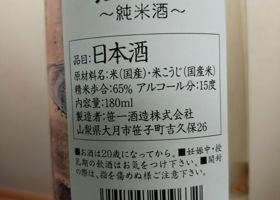 〜純米酒〜
品目:日本酒
原材料名:米(国産)・米こうじ(国産米)
精米歩合:65% アルコール分:15度
内容量:180ml
製造者:笹一酒造株式会社
山梨県大月市笹子町吉久保26
■お酒は20歳になってから。■妊娠中・授
乳期の飲酒はお気をつけ下さい。■開封
の際は、指を傷めぬようご注意下さい。